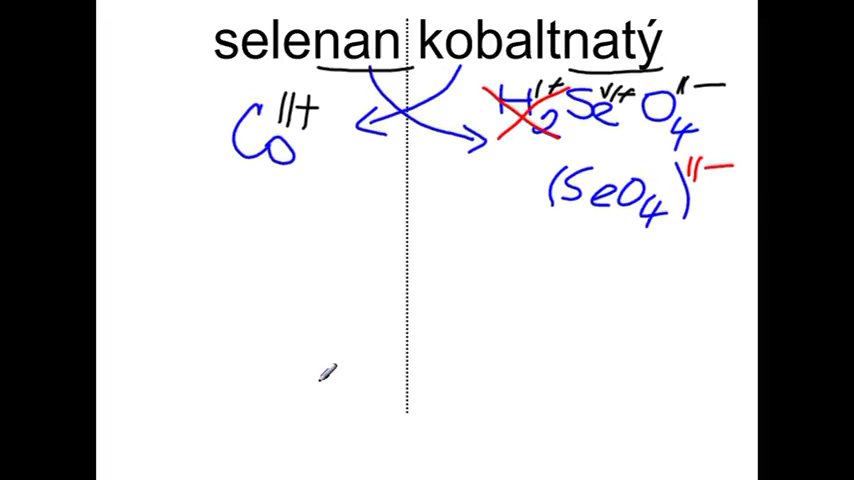 selenan kobaltnatý
Co II+ H2 I+ Se VI+ O4 II-
(SeO4) II-